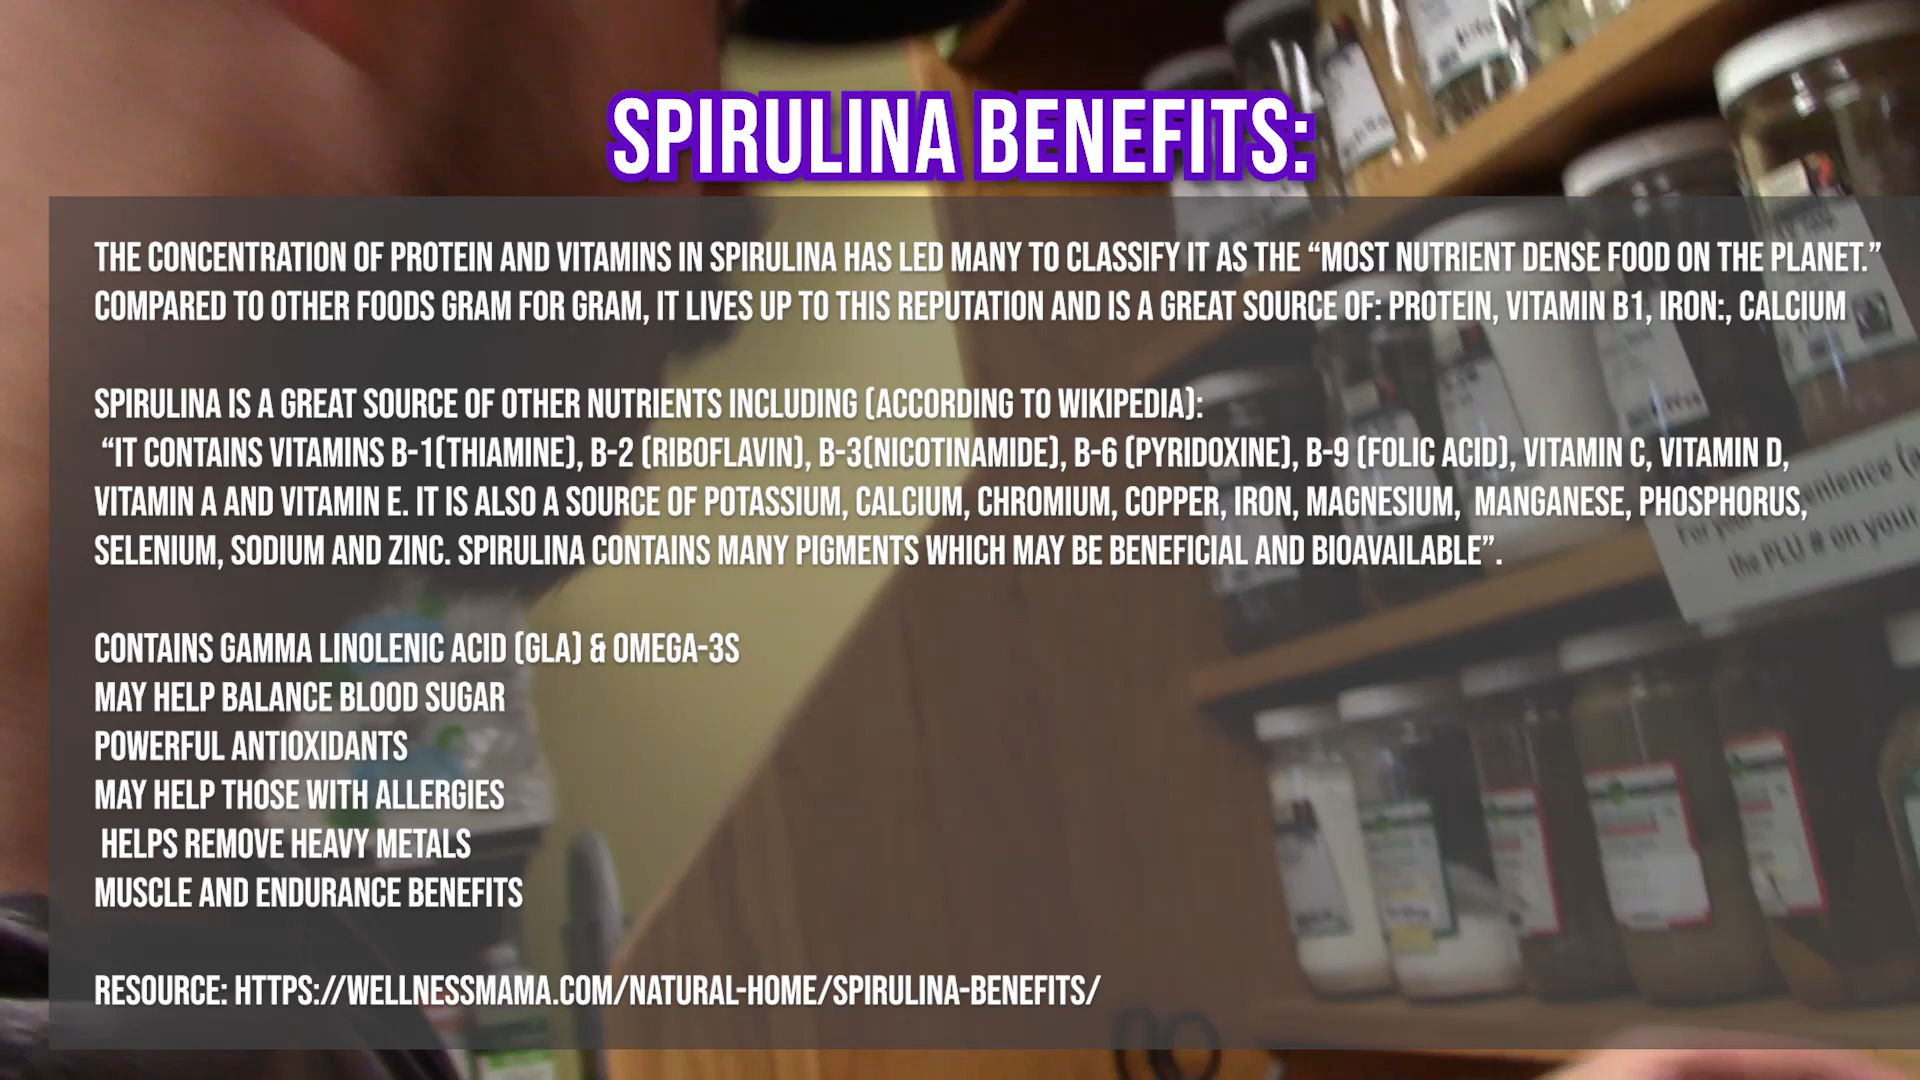 SPIRULINA BENEFITS:
THE CONCENTRATION OF PROTEIN AND VITAMINS IN SPIRULINA HAS LED MANY TO CLASSIFY IT AS THE “MOST NUTRIENT DENSE FOOD ON THE PLANET.”
COMPARED TO OTHER FOODS GRAM FOR GRAM, IT LIVES UP TO THIS REPUTATION AND IS A GREAT SOURCE OF: PROTEIN, VITAMIN B1, IRON:, CALCIUM
SPIRULINA IS A GREAT SOURCE OF OTHER NUTRIENTS INCLUDING (ACCORDING TO WIKIPEDIA):
“IT CONTAINS VITAMINS B-1(THIAMINE), B-2 (RIBOFLAVIN), B-3(NICOTINAMIDE), B-6 (PYRIDOXINE), B-9 (FOLIC ACID), VITAMIN C, VITAMIN D,
VITAMIN A AND VITAMIN E. IT IS ALSO A SOURCE OF POTASSIUM, CALCIUM, CHROMIUM, COPPER, IRON, MAGNESIUM, MANGANESE, PHOSPHORUS,
SELENIUM, SODIUM AND ZINC. SPIRULINA CONTAINS MANY PIGMENTS WHICH MAY BE BENEFICIAL AND BIOAVAILABLE”.
CONTAINS GAMMA LINOLENIC ACID (GLA) & OMEGA-3S
MAY HELP BALANCE BLOOD SUGAR
POWERFUL ANTIOXIDANTS
MAY HELP THOSE WITH ALLERGIES
HELPS REMOVE HEAVY METALS
MUSCLE AND ENDURANCE BENEFITS
RESOURCE: HTTPS://WELLNESSMAMA.COM/NATURAL-HOME/SPIRULINA-BENEFITS/
For your
the PLU # on your